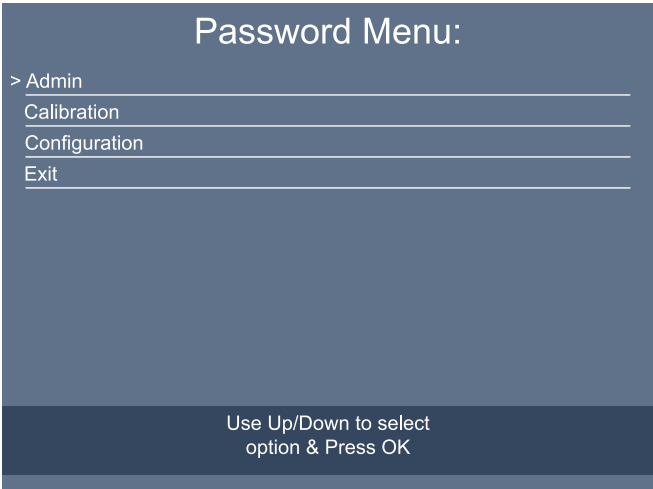 Password Menu:
> Admin
Calibration
Configuration
Exit
Use Up/Down to select
option & Press OK